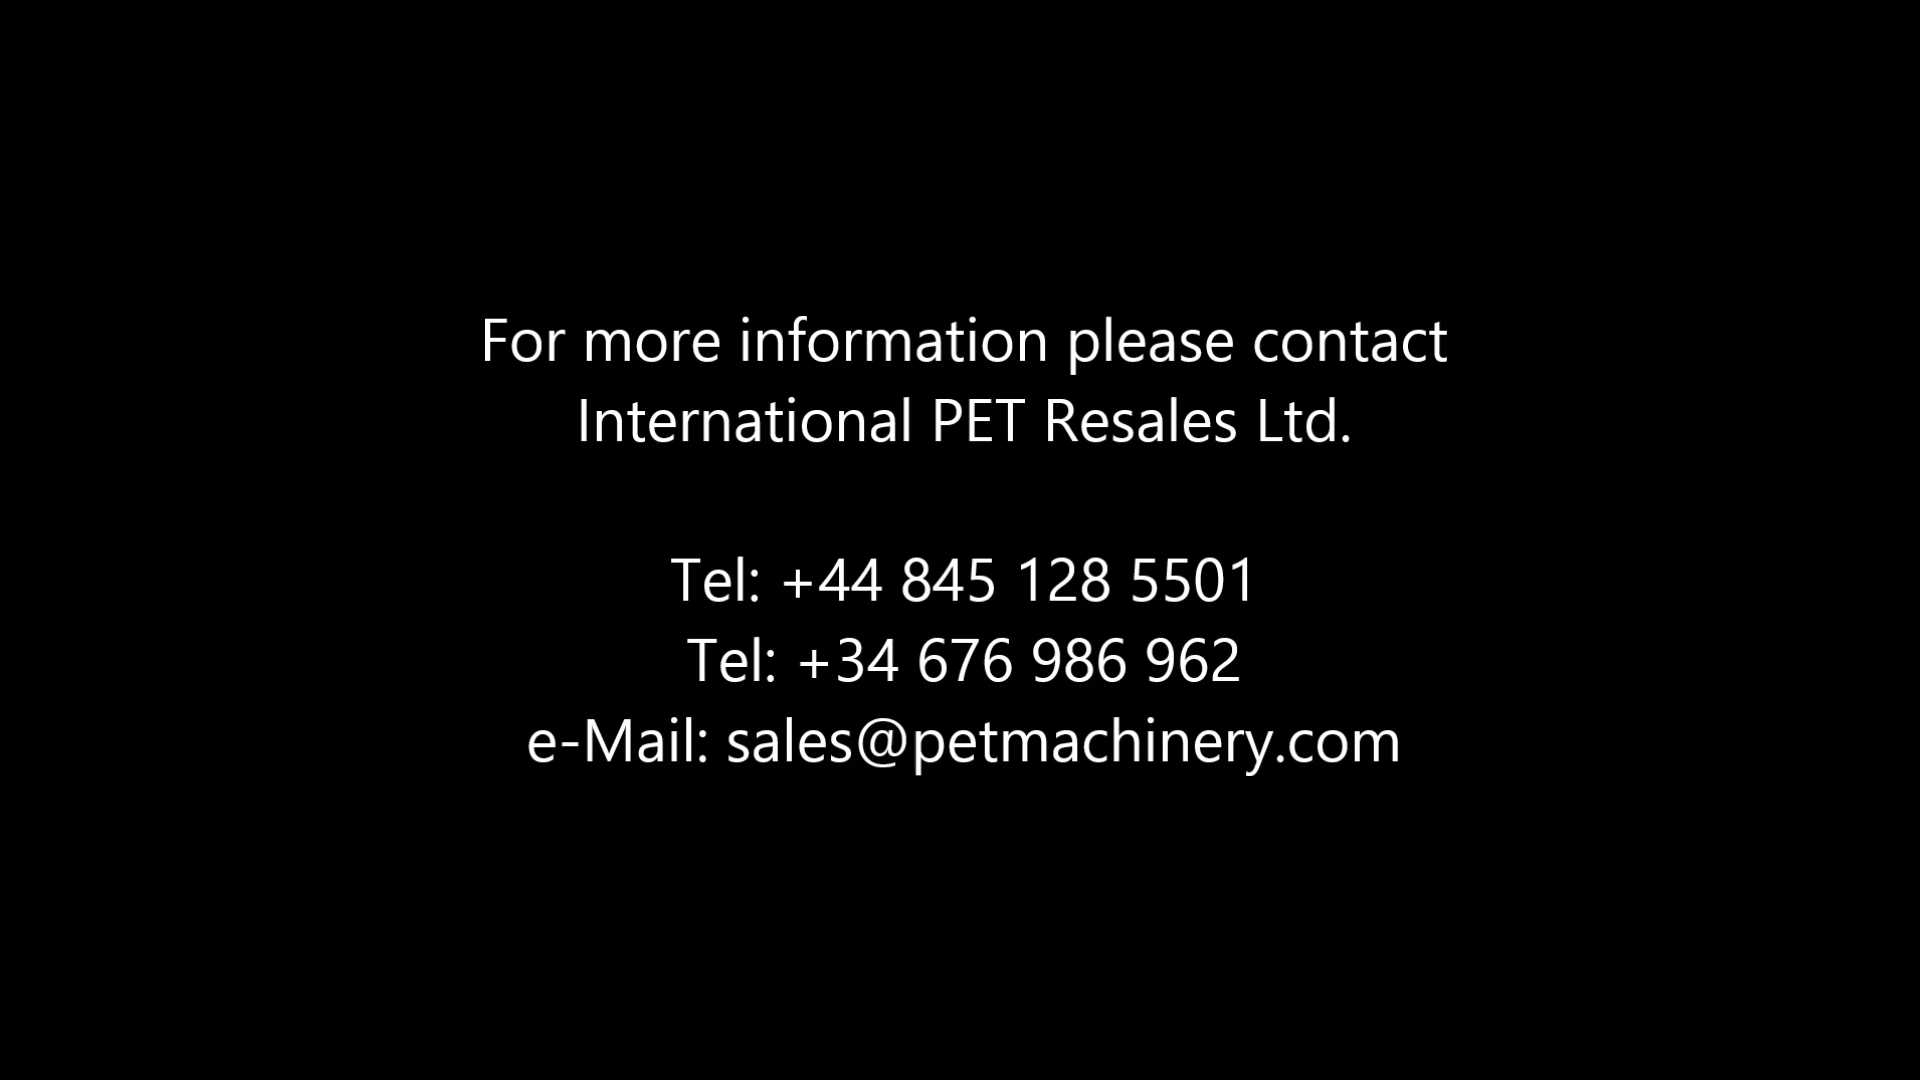 For more information please contact
International PET Resales Ltd.
Tel: +44 845 128 5501
Tel: +34 676 986 962
e-Mail: sales@petmachinery.com